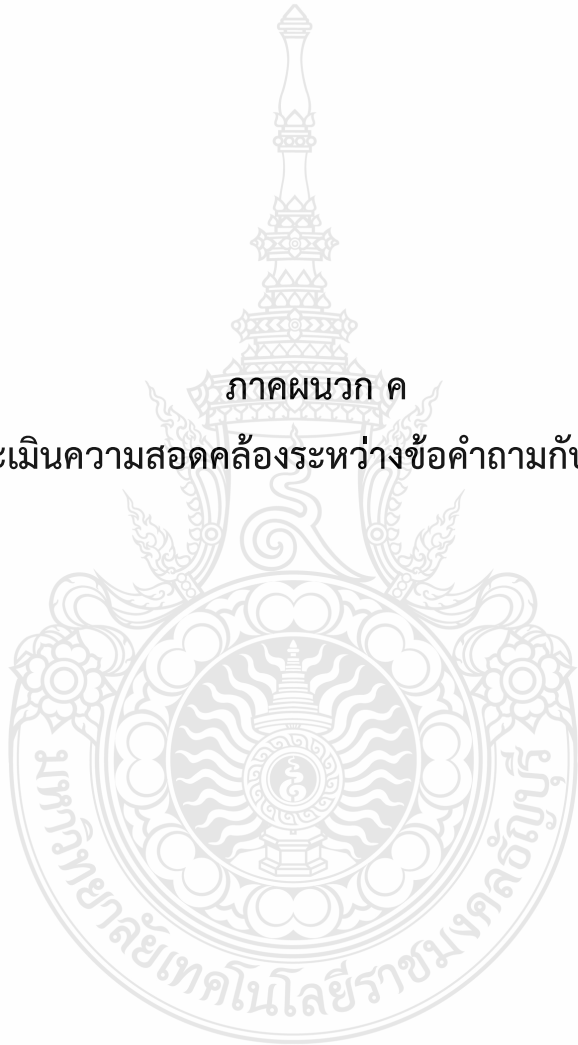 ภาคผนวก ค
ะเมินความสอดคล้องระหว่างข้อคำถามกับ
มหาวิทยาลัยเทคโนโลยีราชมงคลธัญบุรี